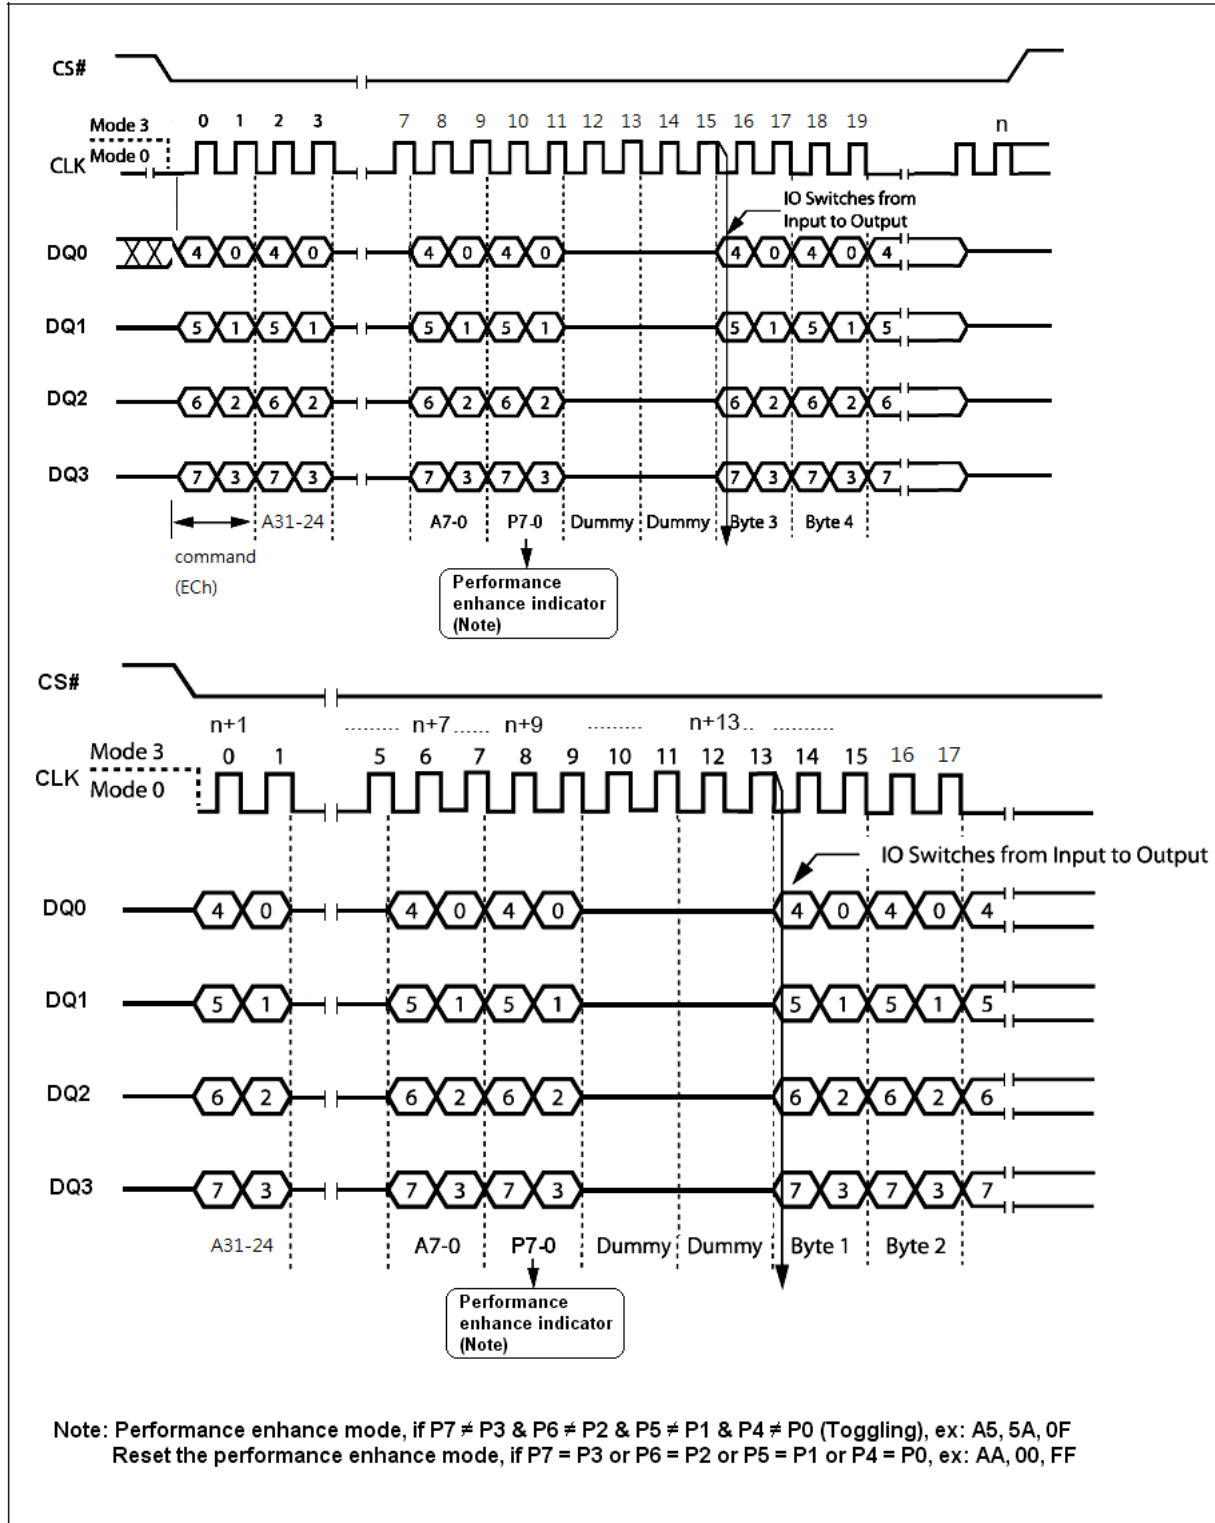 CS#
Mode 3 0 1 2 3 7 8 9 10 11 12 13 14 15 16 17 18 19 n
Mode 0
CLK
IO Switches from
Input to Output
DQ0 4 0 4 0 4 0 4 0 4 0 4 0 4
DQ1 5 1 5 1 5 1 5 1 5 1 5 1 5
DQ2 6 2 6 2 6 2 6 2 6 2 6 2 6
DQ3 7 3 7 3 7 3 7 3 7 3 7 3 7
A31-24 A7-0 P7-0 Dummy Dummy Byte 3 Byte 4
command
(ECh)
Performance
enhance indicator
(Note)
CS#
n+1 ......... n+7 ...... n+9 .......... n+13.. ..........
Mode 3 0 1 5 6 7 8 9 10 11 12 13 14 15 16 17
CLK
Mode 0
IO Switches from Input to Output
DQ0 4 0 4 0 4 0 4 0 4 0 4
DQ1 5 1 5 1 5 1 5 1 5 1 5
DQ2 6 2 6 2 6 2 6 2 6 2 6
DQ3 7 3 7 3 7 3 7 3 7 3 7
A31-24 A7-0 P7-0 Dummy Dummy Byte 1 Byte 2
Performance
enhance indicator
(Note)
Note: Performance enhance mode, if P7 ≠ P3 & P6 ≠ P2 & P5 ≠ P1 & P4 ≠ P0 (Toggling), ex: A5, 5A, 0F
Reset the performance enhance mode, if P7 = P3 or P6 = P2 or P5 = P1 or P4 = P0, ex: AA, 00, FF